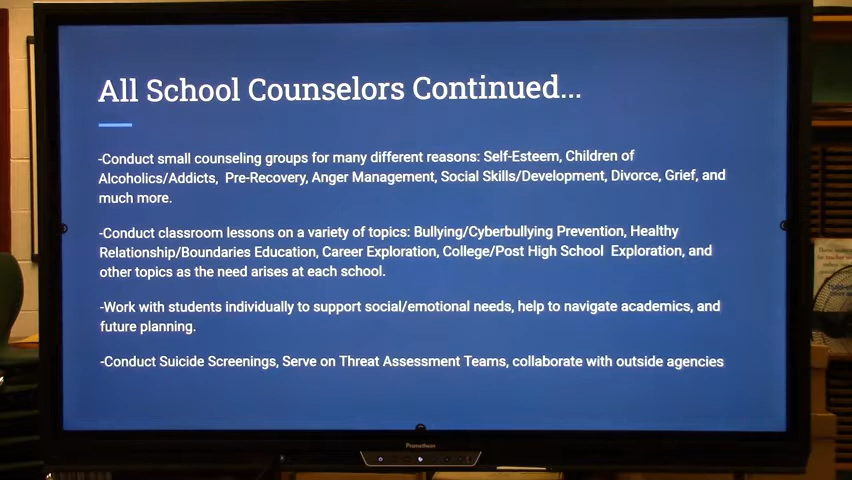 All School Counselors Continued...
-Conduct small counseling groups for many different reasons: Self-Esteem, Children of
Alcoholics/Addicts, Pre-Recovery, Anger Management, Social Skills/Development, Divorce, Grief, and
much more.
-Conduct classroom lessons on a variety of topics: Bullying/Cyberbullying Prevention, Healthy
Relationship/Boundaries Education, Career Exploration, College/Post High School Exploration, and
other topics as the need arises at each school.
-Work with students individually to support social/emotional needs, help to navigate academics, and
future planning.
-Conduct Suicide Screenings, Serve on Threat Assessment Teams, collaborate with outside agencies
Promethean